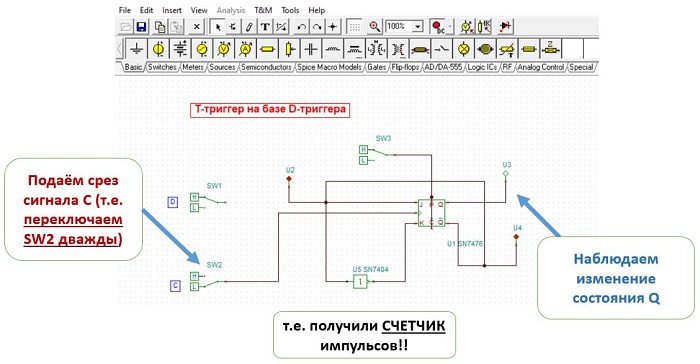 File Edit Insert View Analysis T&M Tools Help
100%
DC
Basic Switches Meters Sources Semiconductors Spice Macro Models Gates Flip-flops AD/DA-555 Logic ICs RF Analog Control Special
Т-триггер на базе D-триггера
SW3
H
L
Подаём срез
сигнала С (т.е.
переключаем
SW2 дважды)
D
H
L
SW1
U2
U3
J P Q
K C Q
U1 SN7476
U4
SW2
C
H
L
U5 SN7404
1
Наблюдаем
изменение
состояния Q
т.е. получили СЧЕТЧИК
импульсов!!